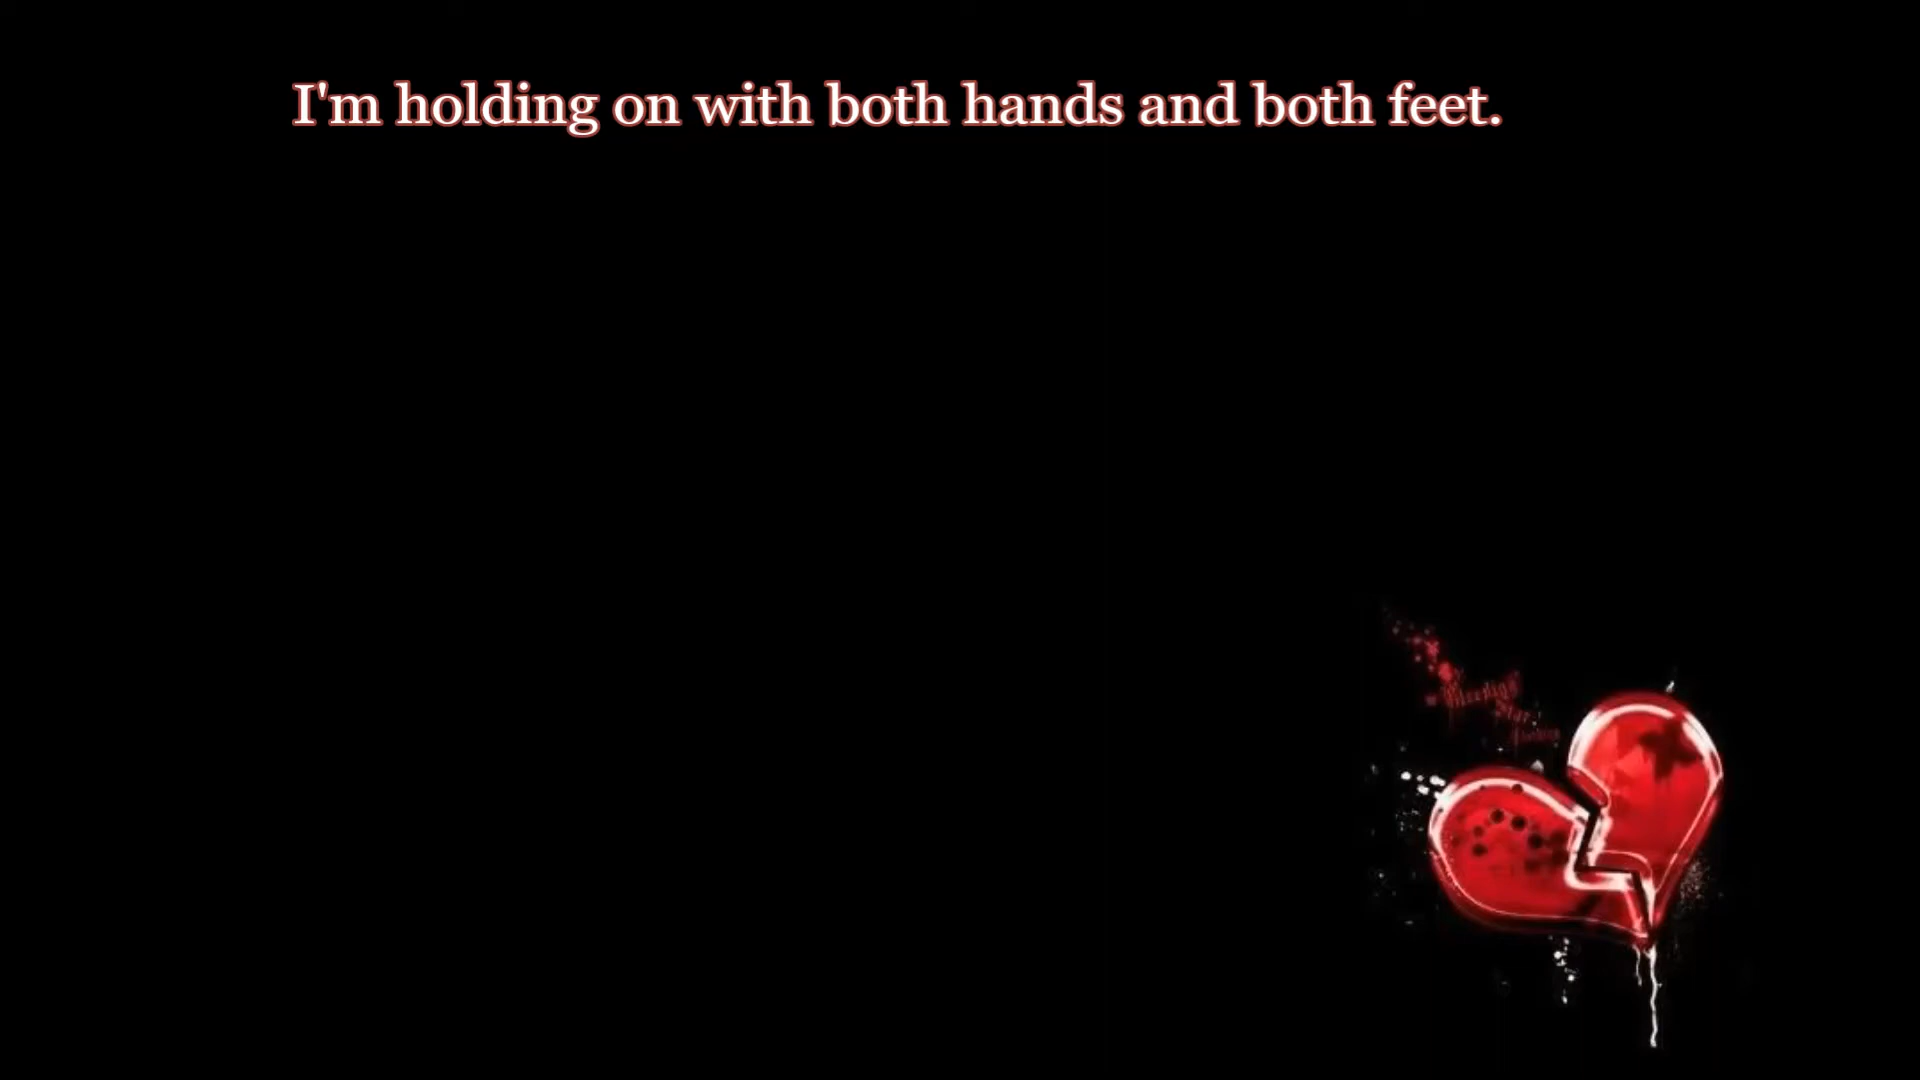 I'm holding on with both hands and both feet.